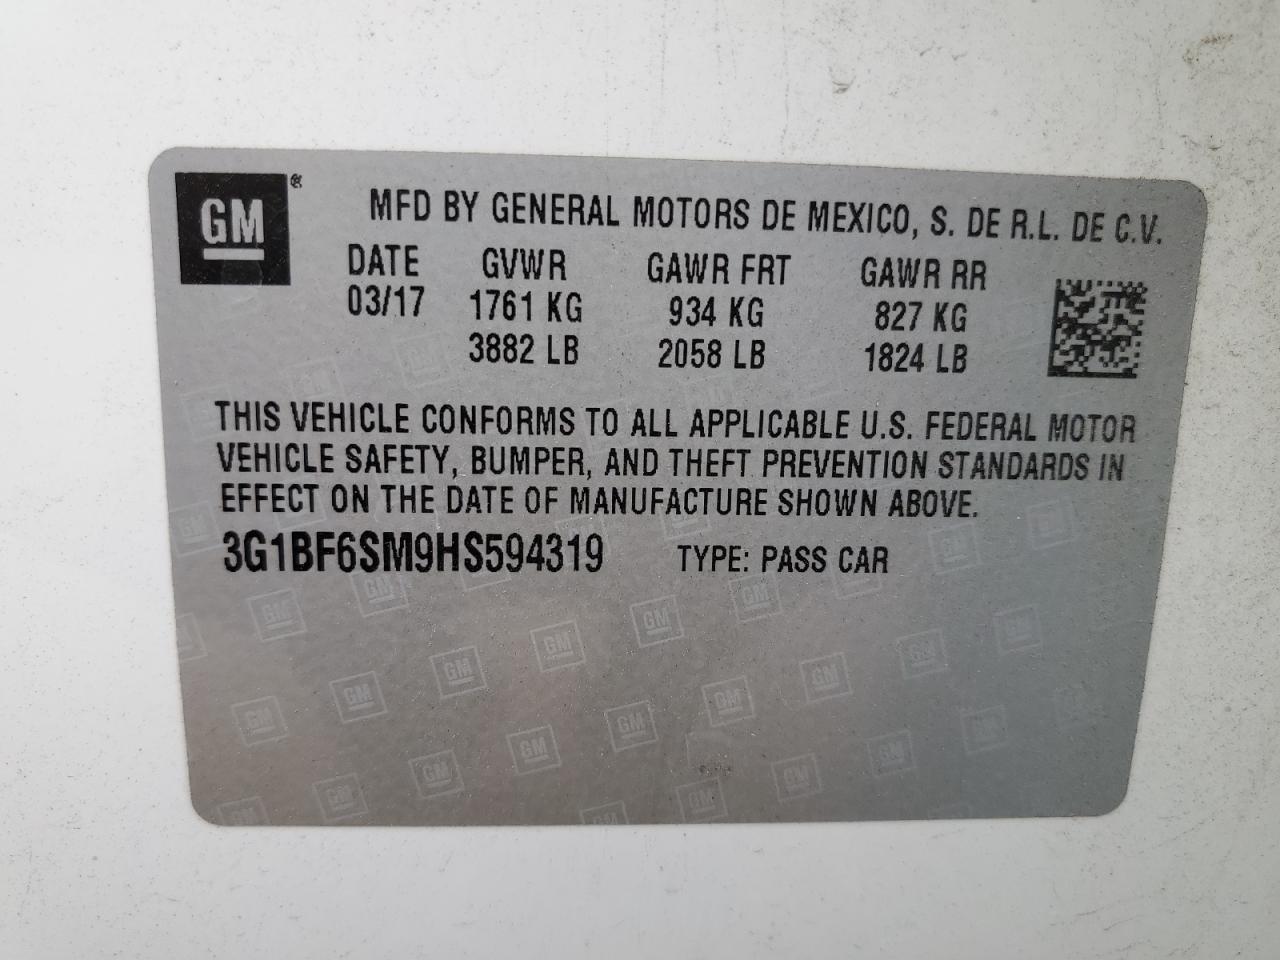 GM ® MFD BY GENERAL MOTORS DE MEXICO, S. DE R.L. DE C.V.
DATE GVWR GAWR FRT GAWR RR
03/17 1761 KG 934 KG 827 KG
3882 LB 2058 LB 1824 LB
THIS VEHICLE CONFORMS TO ALL APPLICABLE U.S. FEDERAL MOTOR
VEHICLE SAFETY, BUMPER, AND THEFT PREVENTION STANDARDS IN
EFFECT ON THE DATE OF MANUFACTURE SHOWN ABOVE.
3G1BF6SM9HS594319 TYPE: PASS CAR